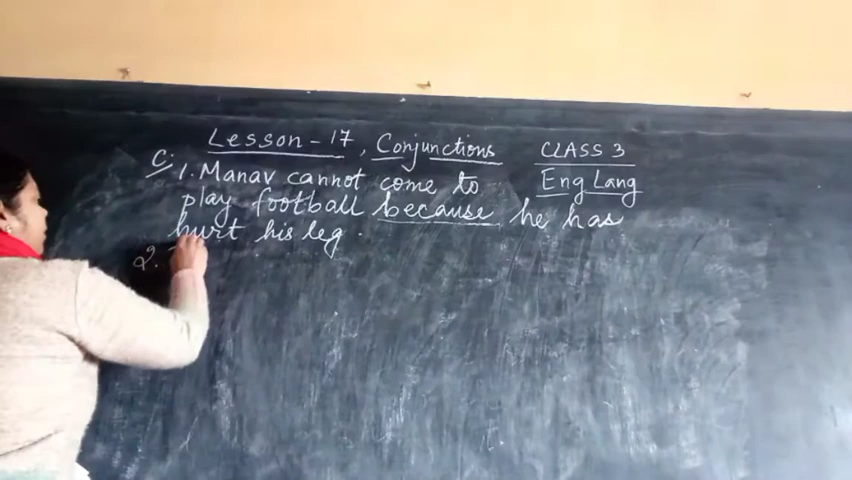 Lesson - 17, Conjunctions CLASS 3
C. 1. Manav cannot come to Eng Lang
play football because he has
hurt his leg.
2.